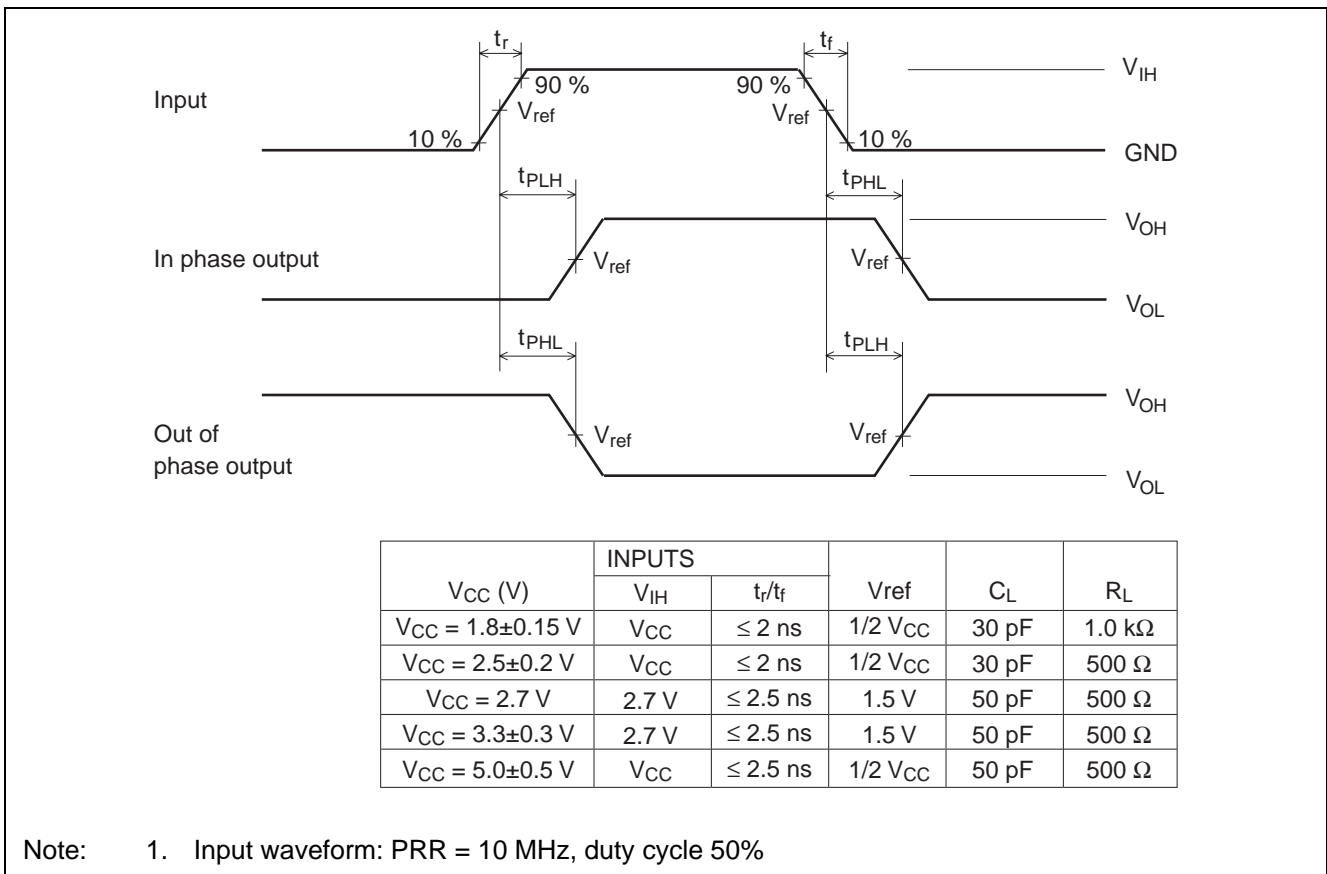 tr tf
VIH
90 % 90 %
Input
Vref Vref
10 % 10 %
GND
tPLH tPHL
VOH
In phase output Vref Vref
VOL
tPHL tPLH
VOH
Out of
phase output
Vref Vref
VOL
INPUTS
VCC (V) VIH tr/tf Vref CL RL
VCC = 1.8±0.15 V VCC ≤ 2 ns 1/2 VCC 30 pF 1.0 kΩ
VCC = 2.5±0.2 V VCC ≤ 2 ns 1/2 VCC 30 pF 500 Ω
VCC = 2.7 V 2.7 V ≤ 2.5 ns 1.5 V 50 pF 500 Ω
VCC = 3.3±0.3 V 2.7 V ≤ 2.5 ns 1.5 V 50 pF 500 Ω
VCC = 5.0±0.5 V VCC ≤ 2.5 ns 1/2 VCC 50 pF 500 Ω
Note: 1. Input waveform: PRR = 10 MHz, duty cycle 50%